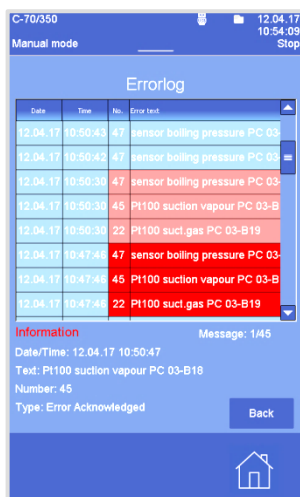 C-70/350
12.04.17
10:54:09
Manual mode
Stop
Errorlog
Date Time No. Error text
12.04.17 10:50:43 47 sensor boiling pressure PC 03-
12.04.17 10:50:42 47 sensor boiling pressure PC 03-
12.04.17 10:50:30 47 sensor boiling pressure PC 03-
12.04.17 10:50:30 45 Pt100 suction vapour PC 03-B
12.04.17 10:50:30 22 Pt100 suct.gas PC 03-B19
12.04.17 10:47:46 47 sensor boiling pressure PC 03-
12.04.17 10:47:46 45 Pt100 suction vapour PC 03-B
12.04.17 10:47:46 22 Pt100 suct.gas PC 03-B19
Information
Message: 1/45
Date/Time: 12.04.17 10:50:47
Text: Pt100 suction vapour PC 03-B18
Number: 45
Type: Error Acknowledged
Back